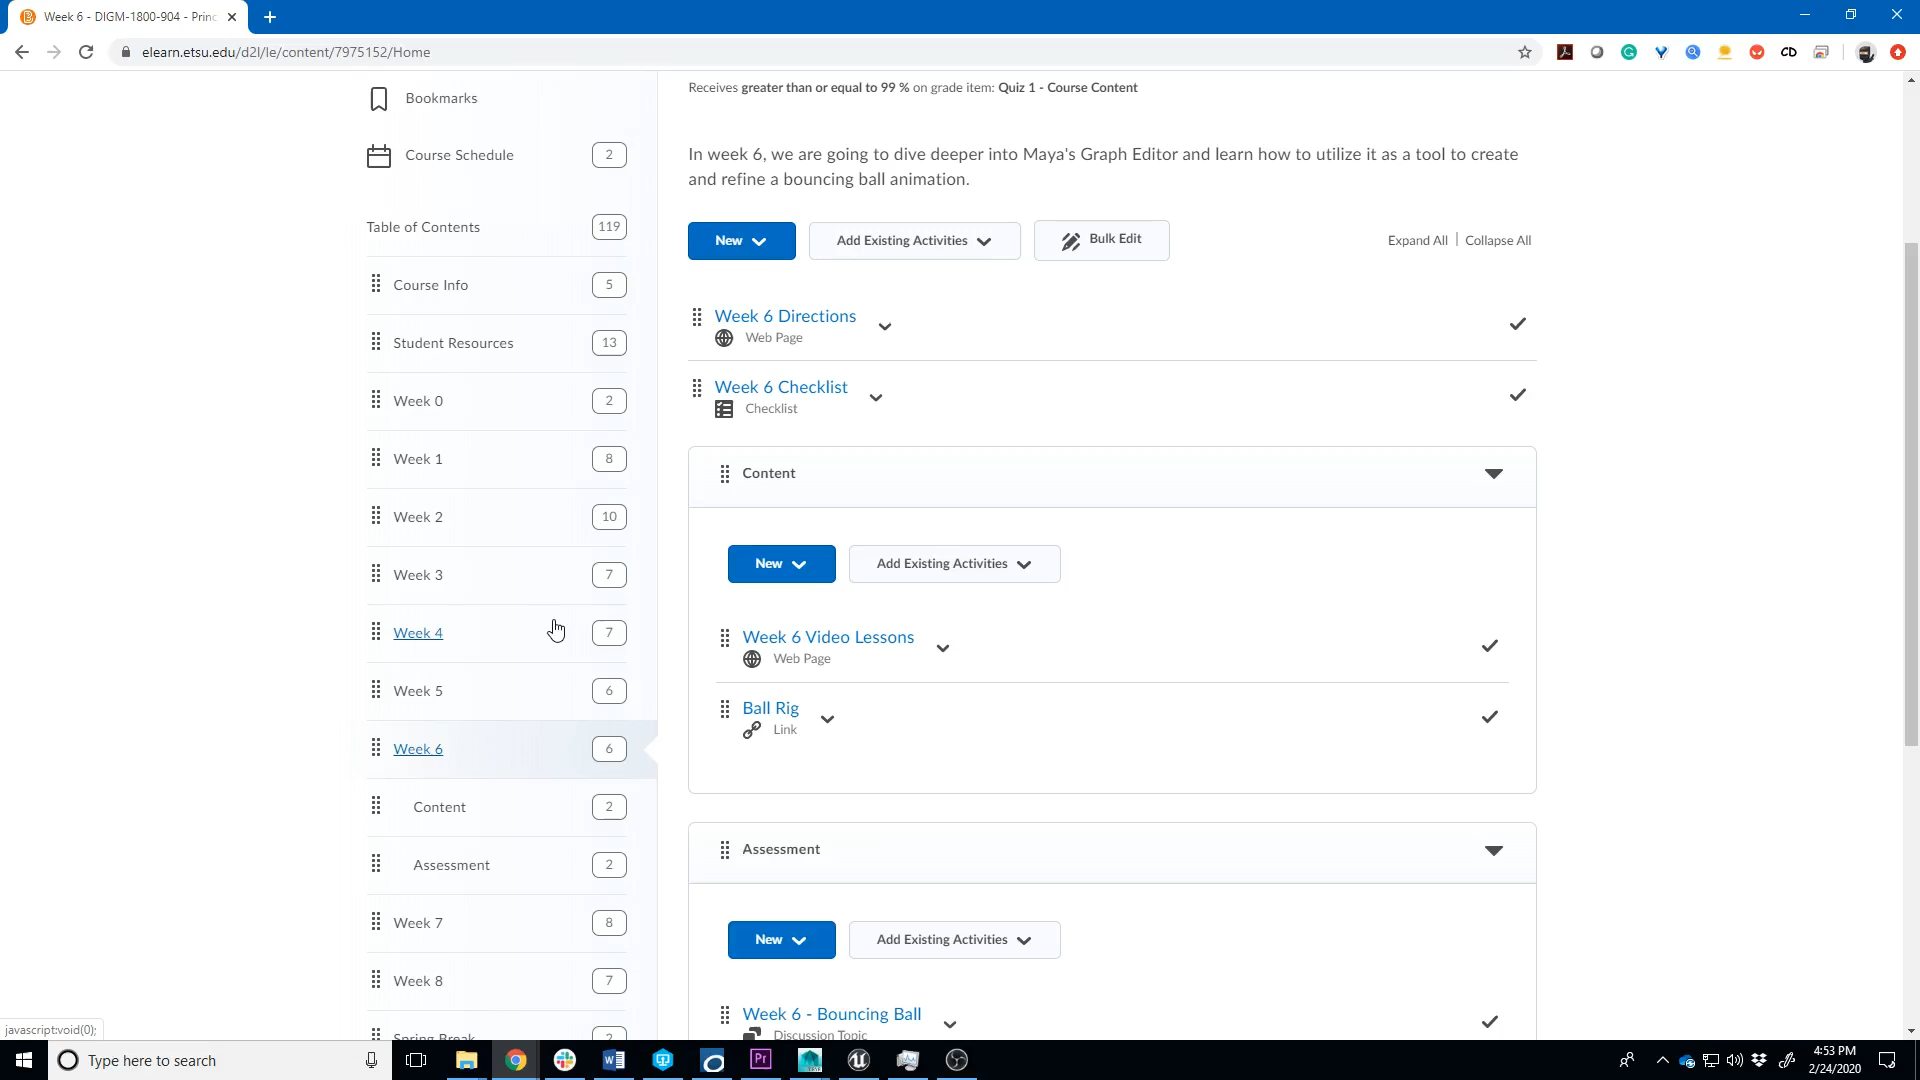 Week 6 - DIGM-1800-904 - Princ
elearn.etsu.edu/d2l/le/content/7975152/Home
CD
Bookmarks
Course Schedule 2
Table of Contents 119
Course Info 5
Student Resources 13
Week 0 2
Week 1 8
Week 2 10
Week 3 7
Week 4 7
Week 5 6
Week 6 6
Content 2
Assessment 2
Week 7 8
Week 8 7
Spring Break 2
Receives greater than or equal to 99 % on grade item: Quiz 1 - Course Content
In week 6, we are going to dive deeper into Maya's Graph Editor and learn how to utilize it as a tool to create
and refine a bouncing ball animation.
New Add Existing Activities Bulk Edit Expand All | Collapse All
Week 6 Directions
Web Page
Week 6 Checklist
Checklist
Content
New Add Existing Activities
Week 6 Video Lessons
Web Page
Ball Rig
Link
Assessment
New Add Existing Activities
Week 6 - Bouncing Ball
Discussion Topic
javascript:void(0);
Type here to search
Pr
4:53 PM
2/24/2020